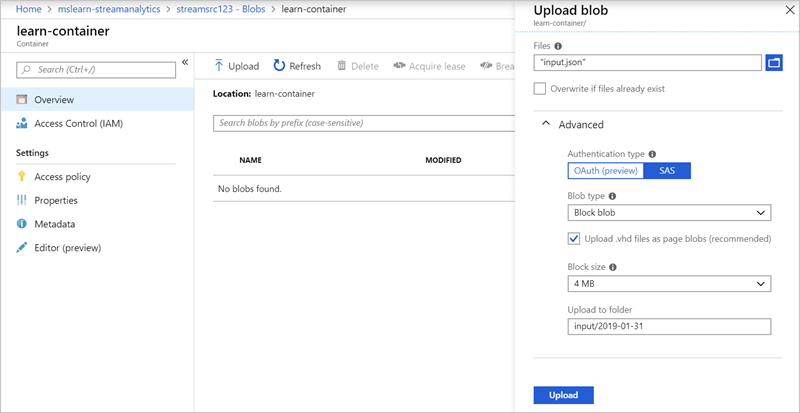 Home > mslearn-streamanalytics > streamsrc123 - Blobs > learn-container
learn-container
Container
Search (Ctrl+/)
Overview
Access Control (IAM)
Settings
Access policy
Properties
Metadata
Editor (preview)
Upload Refresh Delete Acquire lease Brea
Location: learn-container
Search blobs by prefix (case-sensitive)
NAME MODIFIED
No blobs found.
Upload blob
learn-container/
Files
"input.json"
Overwrite if files already exist
Advanced
Authentication type
OAuth (preview) SAS
Blob type
Block blob
Upload .vhd files as page blobs (recommended)
Block size
4 MB
Upload to folder
input/2019-01-31
Upload